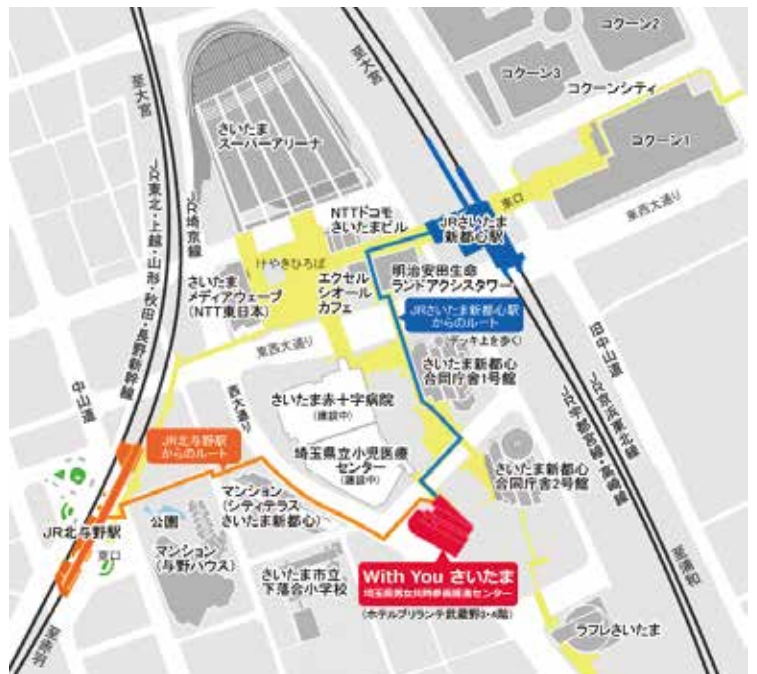 コクーン2
コクーン3
コクーンシティ
コクーン1
至大宮
至大宮
さいたま
スーパーアリーナ
JR埼京線
JR東北・上越・山形・秋田・長野新幹線
NTTドコモ
さいたまビル
JRさいたま
新都心駅
東口
東西大通り
けやきひろば
さいたま
メディアウェーブ
(NTT東日本)
エクセル
シオール
カフェ
明治安田生命
ランドアクシスタワー
JRさいたま新都心駅
からのルート
(デッキ上を歩く)
東西大通り
さいたま新都心
合同庁舎1号館
旧中山道
中山道
西大通り
さいたま赤十字病院
(建設中)
JR京浜東北線
JR宇都宮線・高崎線
JR北与野駅
からのルート
埼玉県立小児医療
センター
(建設中)
さいたま新都心
合同庁舎2号館
マンション
(シティテラス
さいたま新都心)
公園
JR北与野駅
東口
マンション
(与野ハウス)
さいたま市立
下落合小学校
With You さいたま
埼玉県男女共同参画推進センター
(ホテルブリランテ武蔵野3・4階)
至浦和
ラフレさいたま
至赤羽